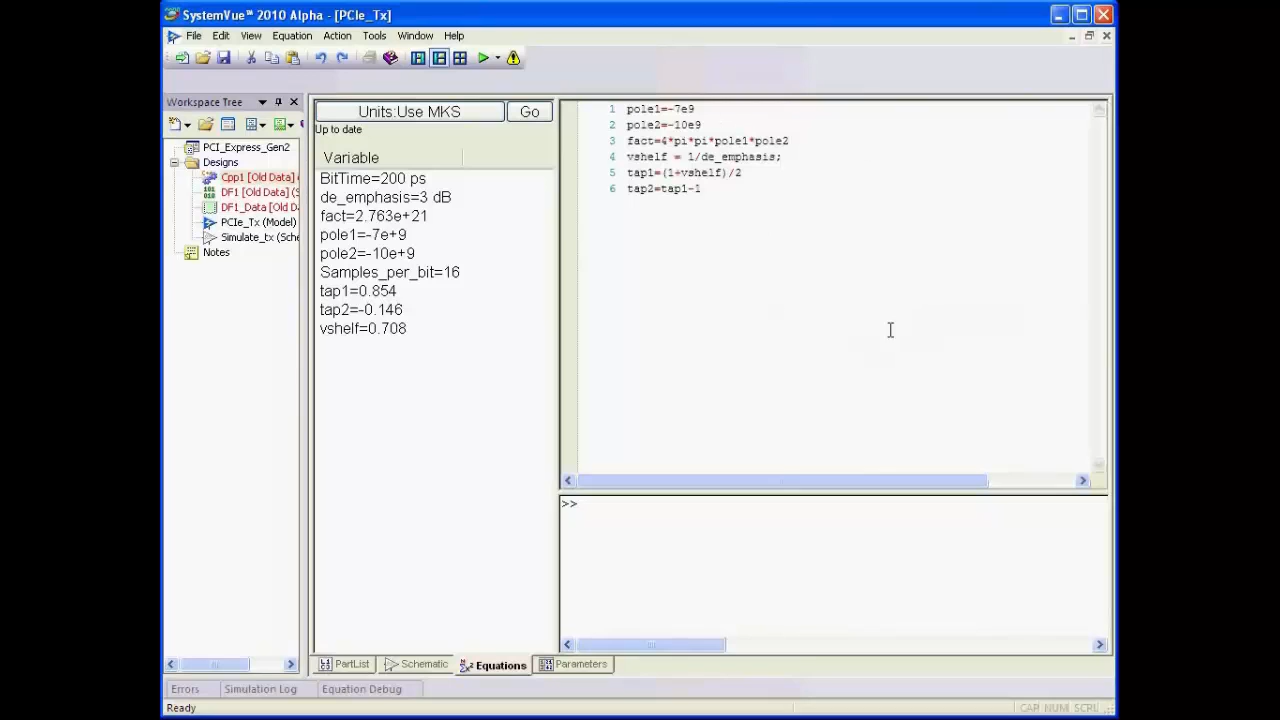 SystemVue™ 2010 Alpha - [PCIe_Tx]
File Edit View Equation Action Tools Window Help
Workspace Tree
PCI_Express_Gen2
Designs
Cpp1 [Old Data]
DF1 [Old Data] (S
DF1_Data [Old D
PCIe_Tx (Model)
Simulate_tx (Sche
Notes
Units:Use MKS Go
Up to date
Variable
BitTime=200 ps
de_emphasis=3 dB
fact=2.763e+21
pole1=-7e+9
pole2=-10e+9
Samples_per_bit=16
tap1=0.854
tap2=-0.146
vshelf=0.708
1 pole1=-7e9
2 pole2=-10e9
3 fact=4*pi*pi*pole1*pole2
4 vshelf = 1/de_emphasis;
5 tap1=(1+vshelf)/2
6 tap2=tap1-1
>>
PartList Schematic Equations Parameters
Errors Simulation Log Equation Debug
Ready CAP NUM SCRL